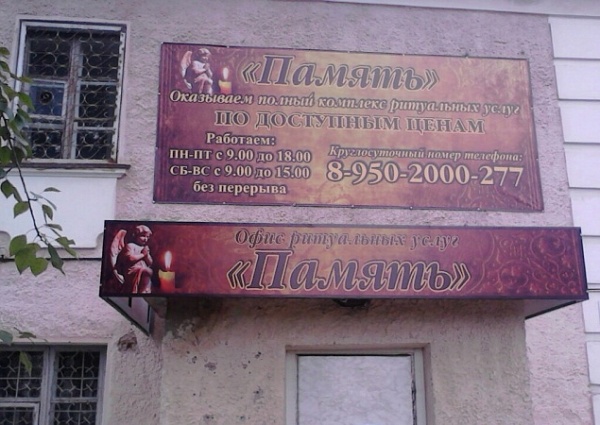 «Память»
Оказываем полный комплекс ритуальных услуг
ПО ДОСТУПНЫМ ЦЕНАМ
Работаем:
ПН-ПТ с 9.00 до 18.00
СБ-ВС с 9.00 до 15.00
без перерыва
Круглосуточный номер телефона:
8-950-2000-277
Офис ритуальных услуг
«Память»